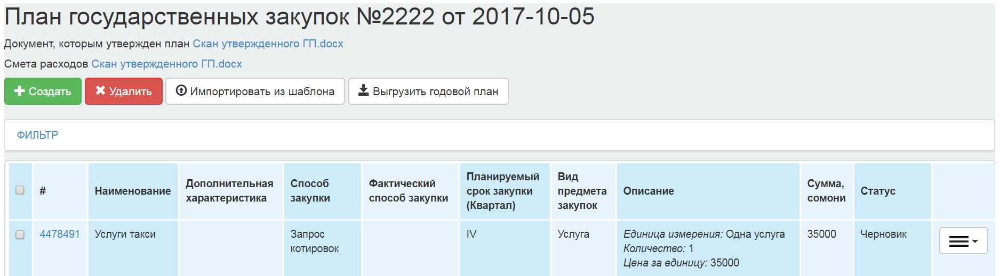 План государственных закупок №2222 от 2017-10-05
Документ, которым утвержден план Скан утвержденного ГП.docx
Смета расходов Скан утвержденного ГП.docx
Создать Удалить Импортировать из шаблона Выгрузить годовой план
ФИЛЬТР
#
Наименование
Дополнительная
характеристика
Способ
закупки
Фактический
способ закупки
Планируемый
срок закупки
(Квартал)
Вид
предмета
закупок
Описание
Сумма,
сомони
Статус
4478491
Услуги такси
Запрос
котировок
IV
Услуга
Единица измерения: Одна услуга
Количество: 1
Цена за единицу: 35000
35000
Черновик